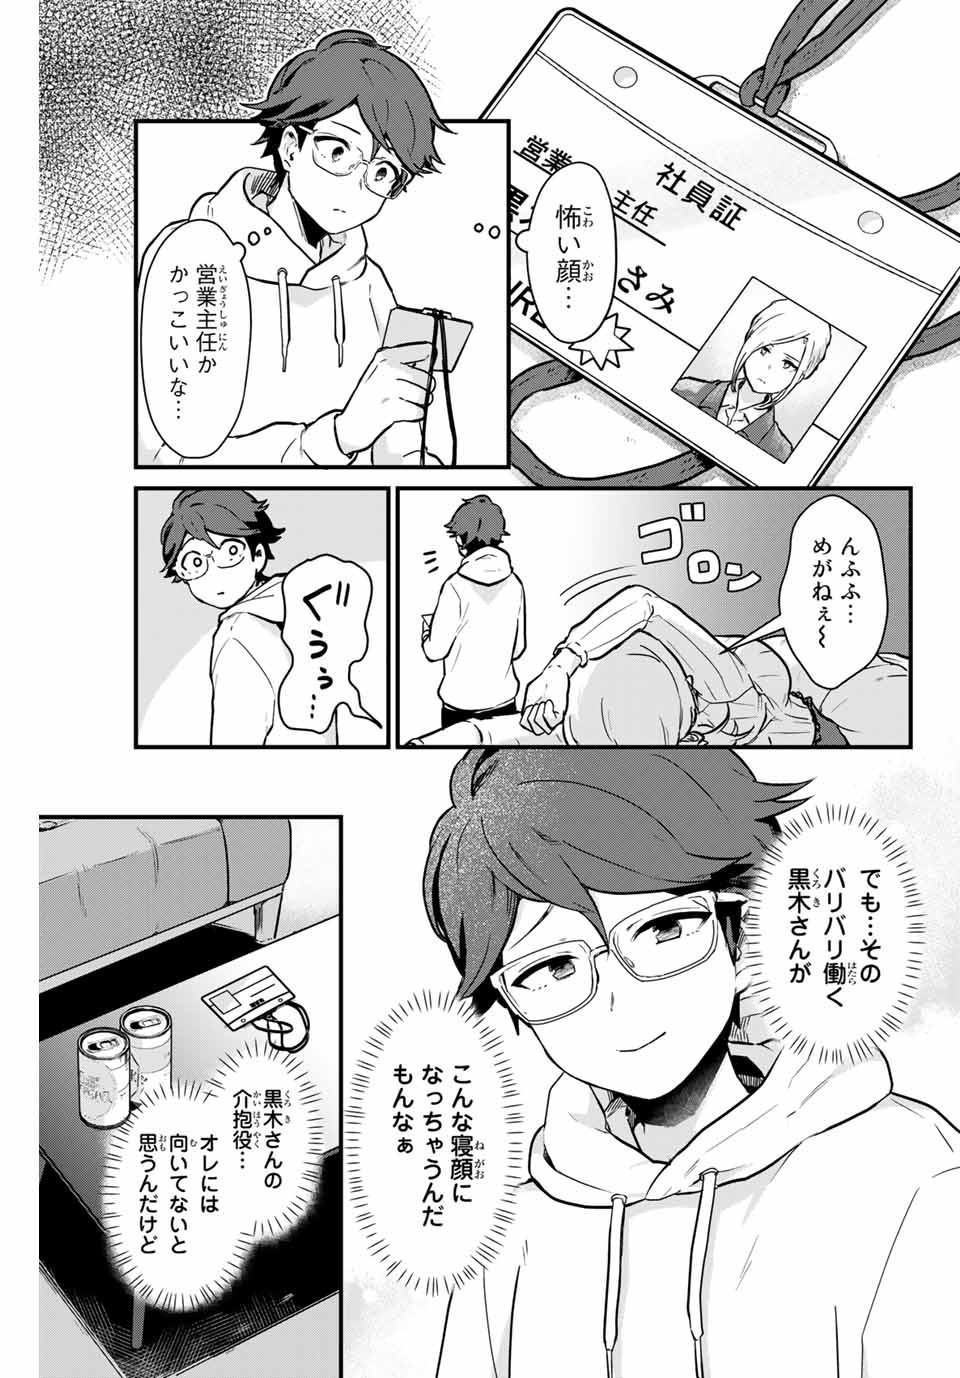 社員証
営業
主任
さみ
怖い顔…
営業主任か
かっこいいな…
んふふ…
めがねぇ〜
ゴロン
ぐうぅ…
でも…その
バリバリ働く
黒木さんが
こんな寝顔に
なっちゃうんだ
もんなぁ
黒木さんの
介抱役…
オレには
向いてないと
思うんだけど